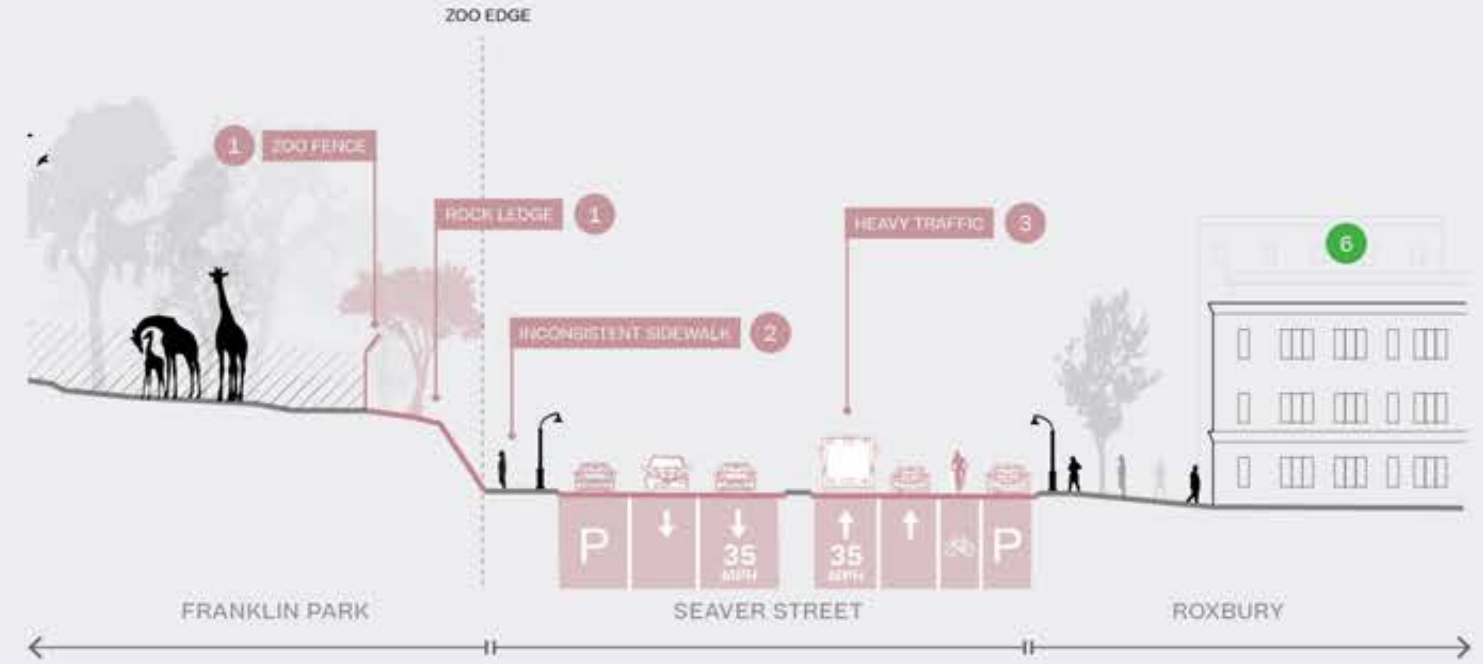 ZOO EDGE
1 ZOO FENCE
ROCK LEDGE 1
HEAVY TRAFFIC 3
6
INCONSISTENT SIDEWALK 2
P
35
MPH
35
MPH
P
FRANKLIN PARK
SEAVER STREET
ROXBURY